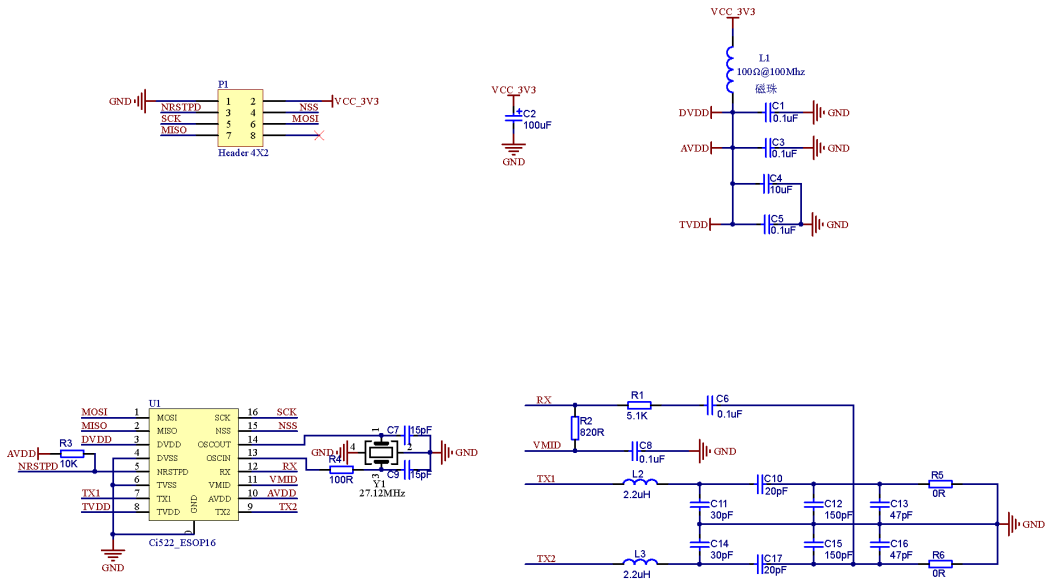 VCC_3V3
L1
100Ω@100Mhz
磁珠
P1
GND 1 2 VCC_3V3
NRSTPD 3 4 NSS
SCK 5 6 MOSI
MISO 7 8
Header 4X2
VCC_3V3
C2
100uF
GND
DVDD C1 GND
0.1uF
AVDD C3 GND
0.1uF
C4
10uF
TVDD C5 GND
0.1uF
U1
MOSI 1 MOSI SCK 16 SCK
MISO 2 MISO NSS 15 NSS
DVDD 3 DVDD OSCOUT 14
4 DVSS OSCIN 13
NRSTPD 5 NRSTPD RX 12 RX
6 TVSS VMID 11 VMID
TX1 7 TX1 AVDD 10 AVDD
TVDD 8 TVDD TX2 9 TX2
GND
0
Ci522_ESOP16
AVDD R3
10K
GND
C7 15pF
1
GND 4 2 GND
R4
100R
3
C9 15pF
Y1
27.12MHz
RX R1 C6
5.1K 0.1uF
R2
820R
VMID C8 GND
0.1uF
TX1 L2 C10 R5
2.2uH 20pF 0R
C11 C12 C13
30pF 150pF 47pF
GND
C14 C15 C16
30pF 150pF 47pF
TX2 L3 C17 R6
2.2uH 20pF 0R